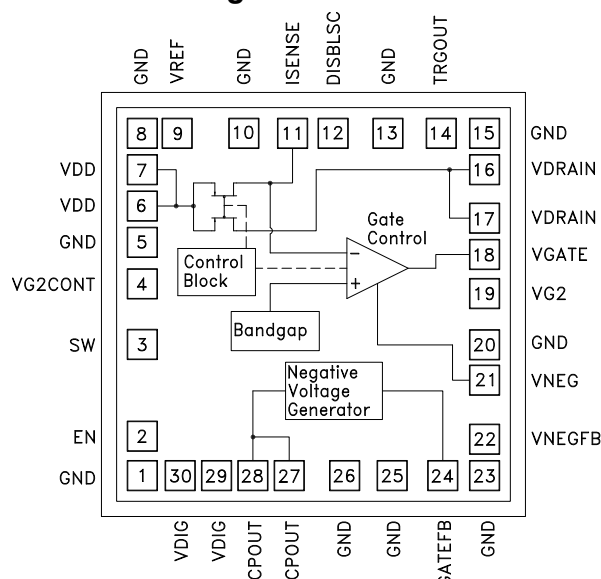 GND
VREF
GND
ISENSE
DISBLSC
GND
TRGOUT
8
9
10
11
12
13
14
15
GND
VDD
7
16
VDRAIN
VDD
6
17
VDRAIN
Gate
Control
GND
5
18
VGATE
Control
Block
−
+
VG2CONT
4
19
VG2
Bandgap
SW
3
20
GND
Negative
Voltage
Generator
21
VNEG
EN
2
22
VNEGFB
GND
1
30
29
28
27
26
25
24
23
VDIG
VDIG
CPOUT
CPOUT
GND
GND
GATEFB
GND